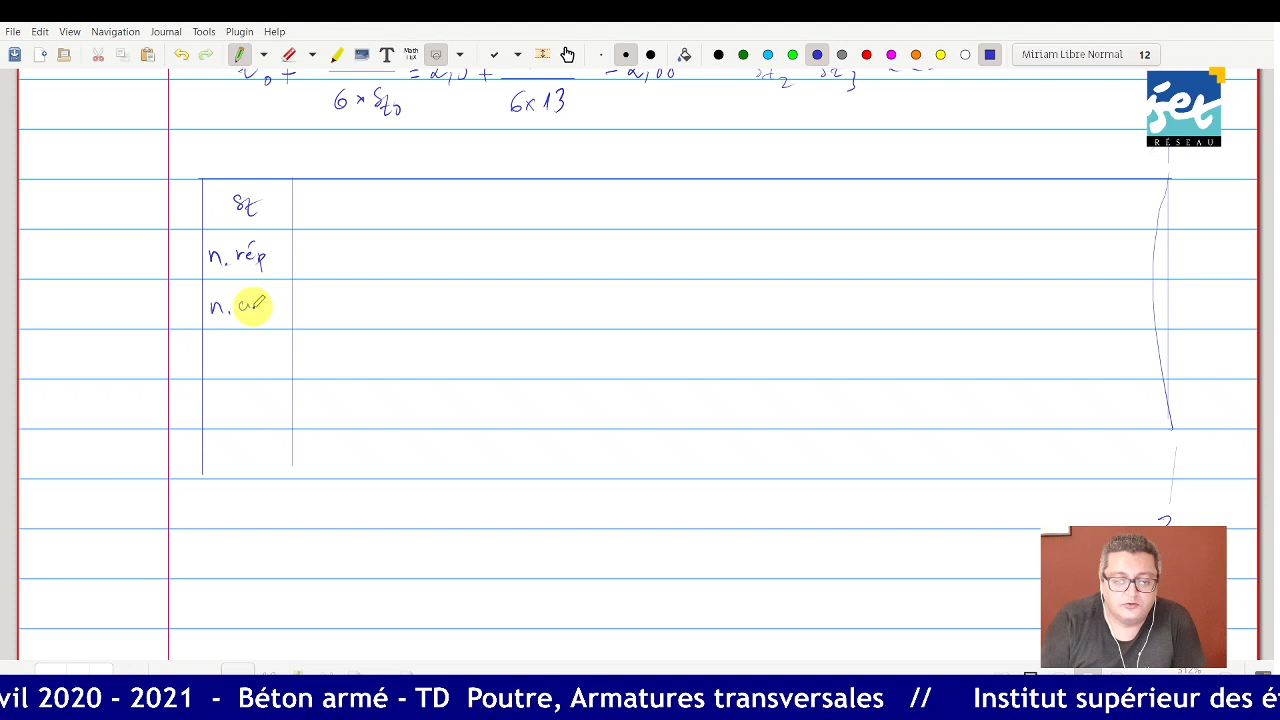 File Edit View Navigation Journal Tools Plugin Help
Miriam Libre Normal 12
6 × St0
6 × 13
St
n. rép
n.
RÉSEAU
vil 2020 - 2021 - Béton armé - TD Poutre, Armatures transversales // Institut supérieur des é